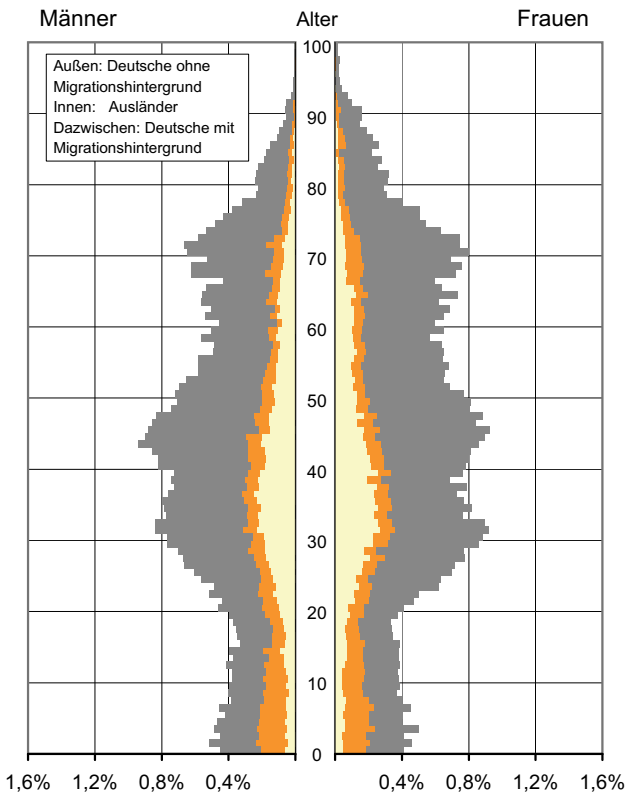 Männer Alter Frauen
Außen: Deutsche ohne
Migrationshintergrund
Innen: Ausländer
Dazwischen: Deutsche mit
Migrationshintergrund
100
90
80
70
60
50
40
30
20
10
0
1,6% 1,2% 0,8% 0,4% 0,4% 0,8% 1,2% 1,6%